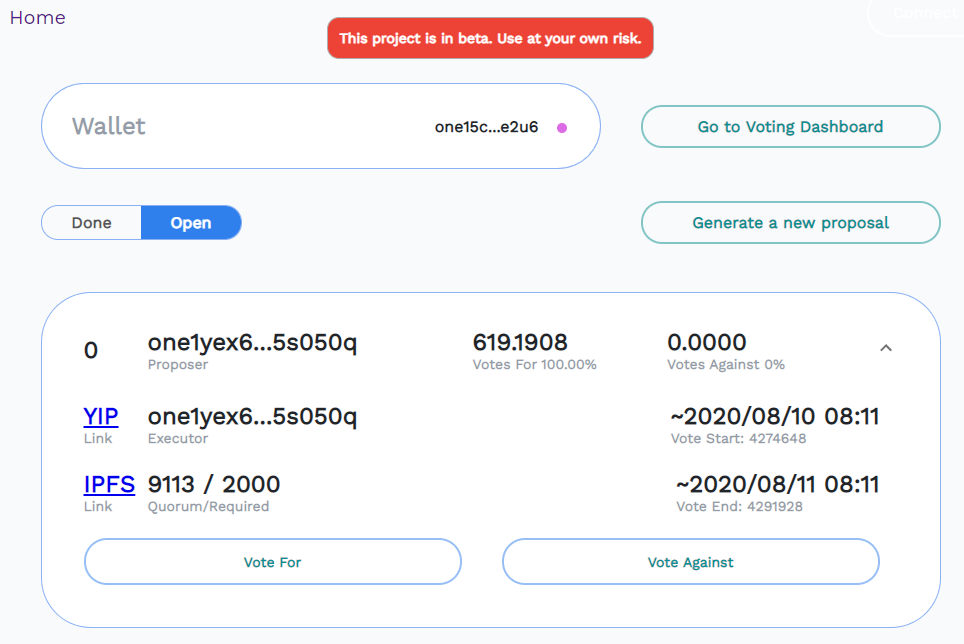 Home
Connect
This project is in beta. Use at your own risk.
Wallet one15c...e2u6
Go to Voting Dashboard
Done Open
Generate a new proposal
0 one1yex6...5s050q 619.1908 0.0000
Proposer Votes For 100.00% Votes Against 0%
YIP one1yex6...5s050q ~2020/08/10 08:11
Link Executor Vote Start: 4274648
IPFS 9113 / 2000 ~2020/08/11 08:11
Link Quorum/Required Vote End: 4291928
Vote For Vote Against